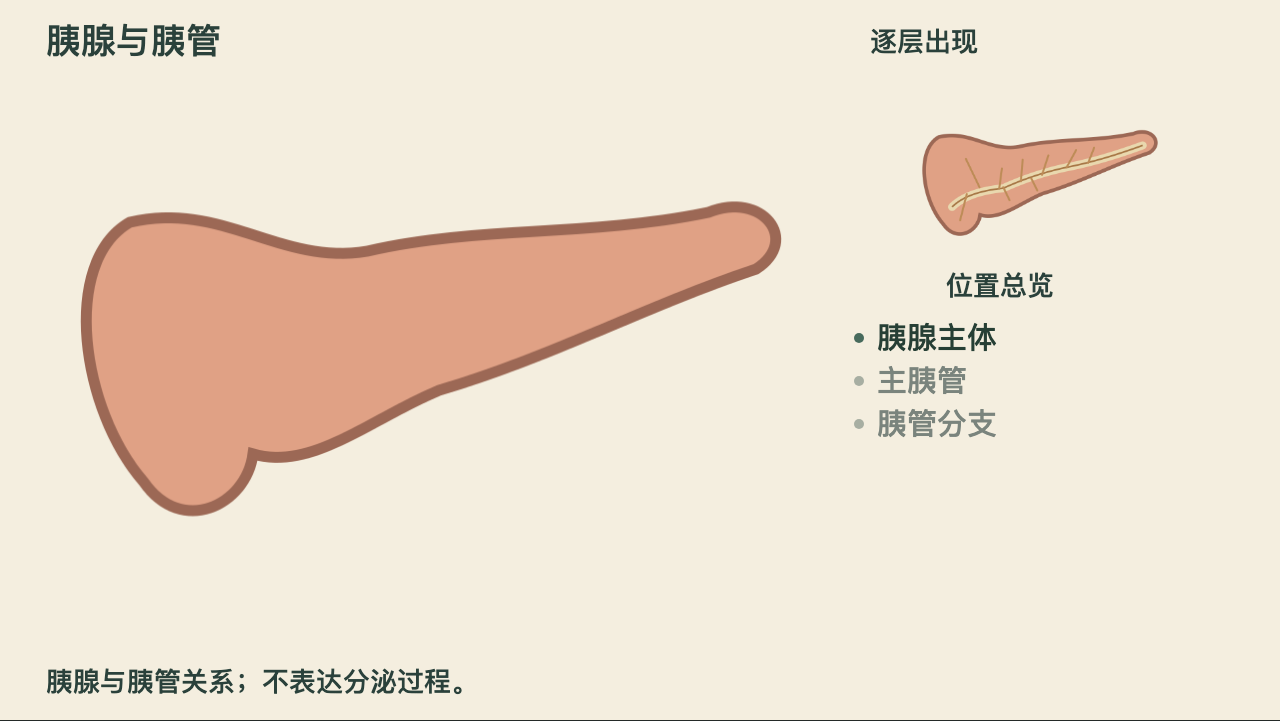 胰腺与胰管
逐层出现
位置总览
• 胰腺主体
• 主胰管
• 胰管分支
胰腺与胰管关系；不表达分泌过程。